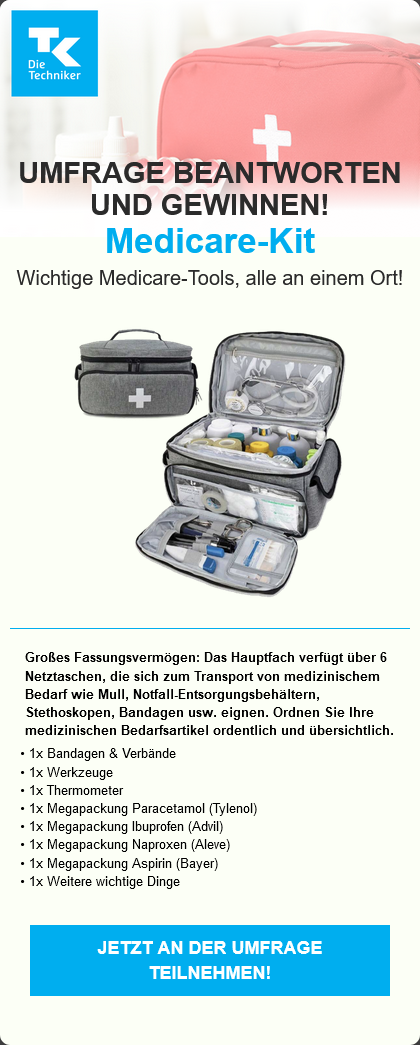 TK
Die
Techniker
UMFRAGE BEANTWORTEN
UND GEWINNEN!
Medicare-Kit
Wichtige Medicare-Tools, alle an einem Ort!
Großes Fassungsvermögen: Das Hauptfach verfügt über 6
Netztaschen, die sich zum Transport von medizinischem
Bedarf wie Mull, Notfall-Entsorgungsbehältern,
Stethoskopen, Bandagen usw. eignen. Ordnen Sie Ihre
medizinischen Bedarfsartikel ordentlich und übersichtlich.
• 1x Bandagen & Verbände
• 1x Werkzeuge
• 1x Thermometer
• 1x Megapackung Paracetamol (Tylenol)
• 1x Megapackung Ibuprofen (Advil)
• 1x Megapackung Naproxen (Aleve)
• 1x Megapackung Aspirin (Bayer)
• 1x Weitere wichtige Dinge
JETZT AN DER UMFRAGE
TEILNEHMEN!